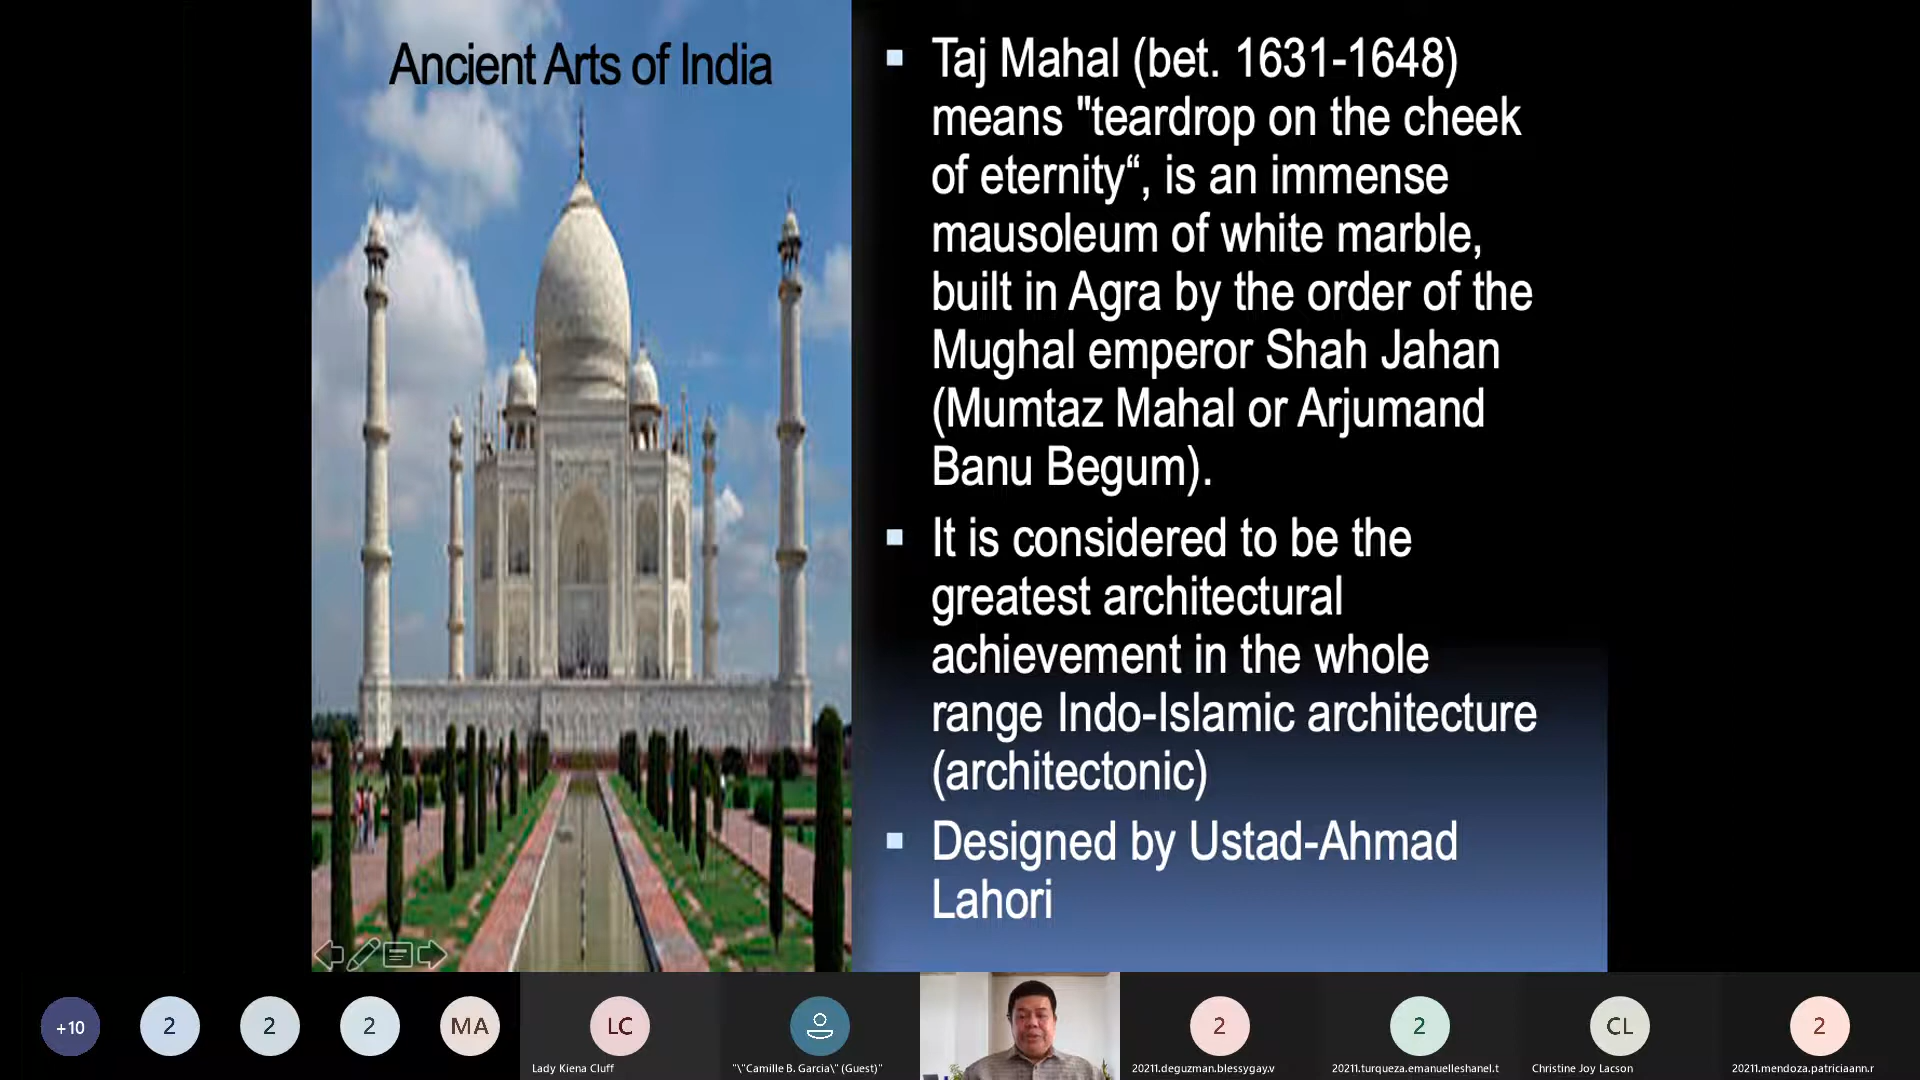 Ancient Arts of India
Taj Mahal (bet. 1631-1648)
means "teardrop on the cheek
of eternity“, is an immense
mausoleum of white marble,
built in Agra by the order of the
Mughal emperor Shah Jahan
(Mumtaz Mahal or Arjumand
Banu Begum).
It is considered to be the
greatest architectural
achievement in the whole
range Indo-Islamic architecture
(architectonic)
Designed by Ustad-Ahmad
Lahori
+10
2
2
2
MA
LC
2
2
CL
2
Lady Kiena Cluff
"\"Camille B. Garcia\" (Guest)"
20211.deguzman.blessygay.v
20211.turqueza.emanuelleshanel.t
Christine Joy Lacson
20211.mendoza.patriciaann.r